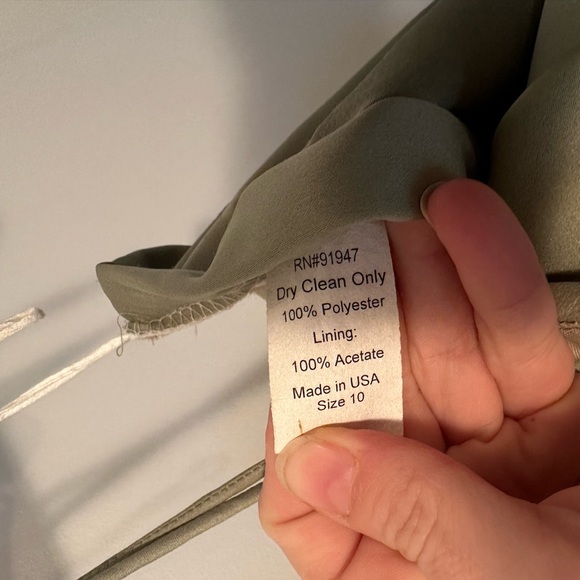 RN#91947
Dry Clean Only
100% Polyester
Lining:
100% Acetate
Made in USA
Size 10